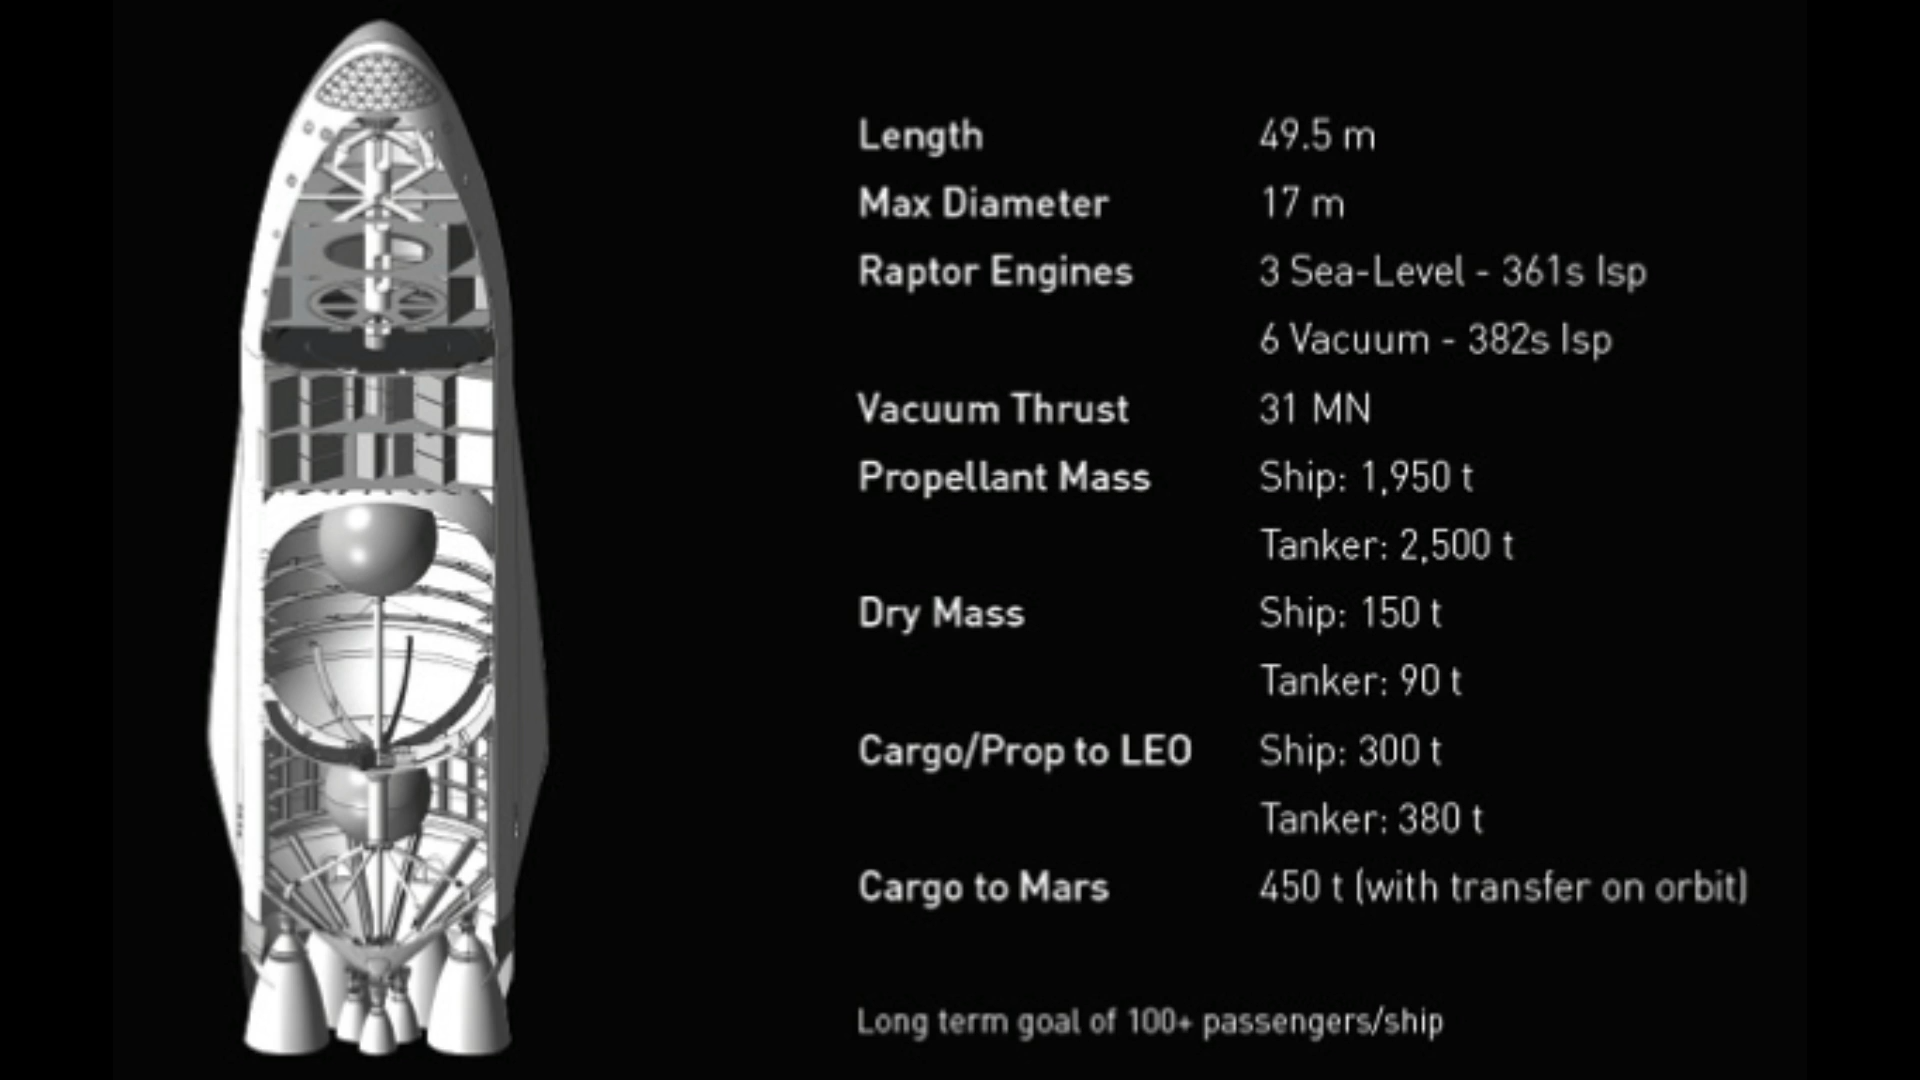 Length 49.5 m
Max Diameter 17 m
Raptor Engines 3 Sea-Level - 361s Isp
6 Vacuum - 382s Isp
Vacuum Thrust 31 MN
Propellant Mass Ship: 1,950 t
Tanker: 2,500 t
Dry Mass Ship: 150 t
Tanker: 90 t
Cargo/Prop to LEO Ship: 300 t
Tanker: 380 t
Cargo to Mars 450 t (with transfer on orbit)
Long term goal of 100+ passengers/ship